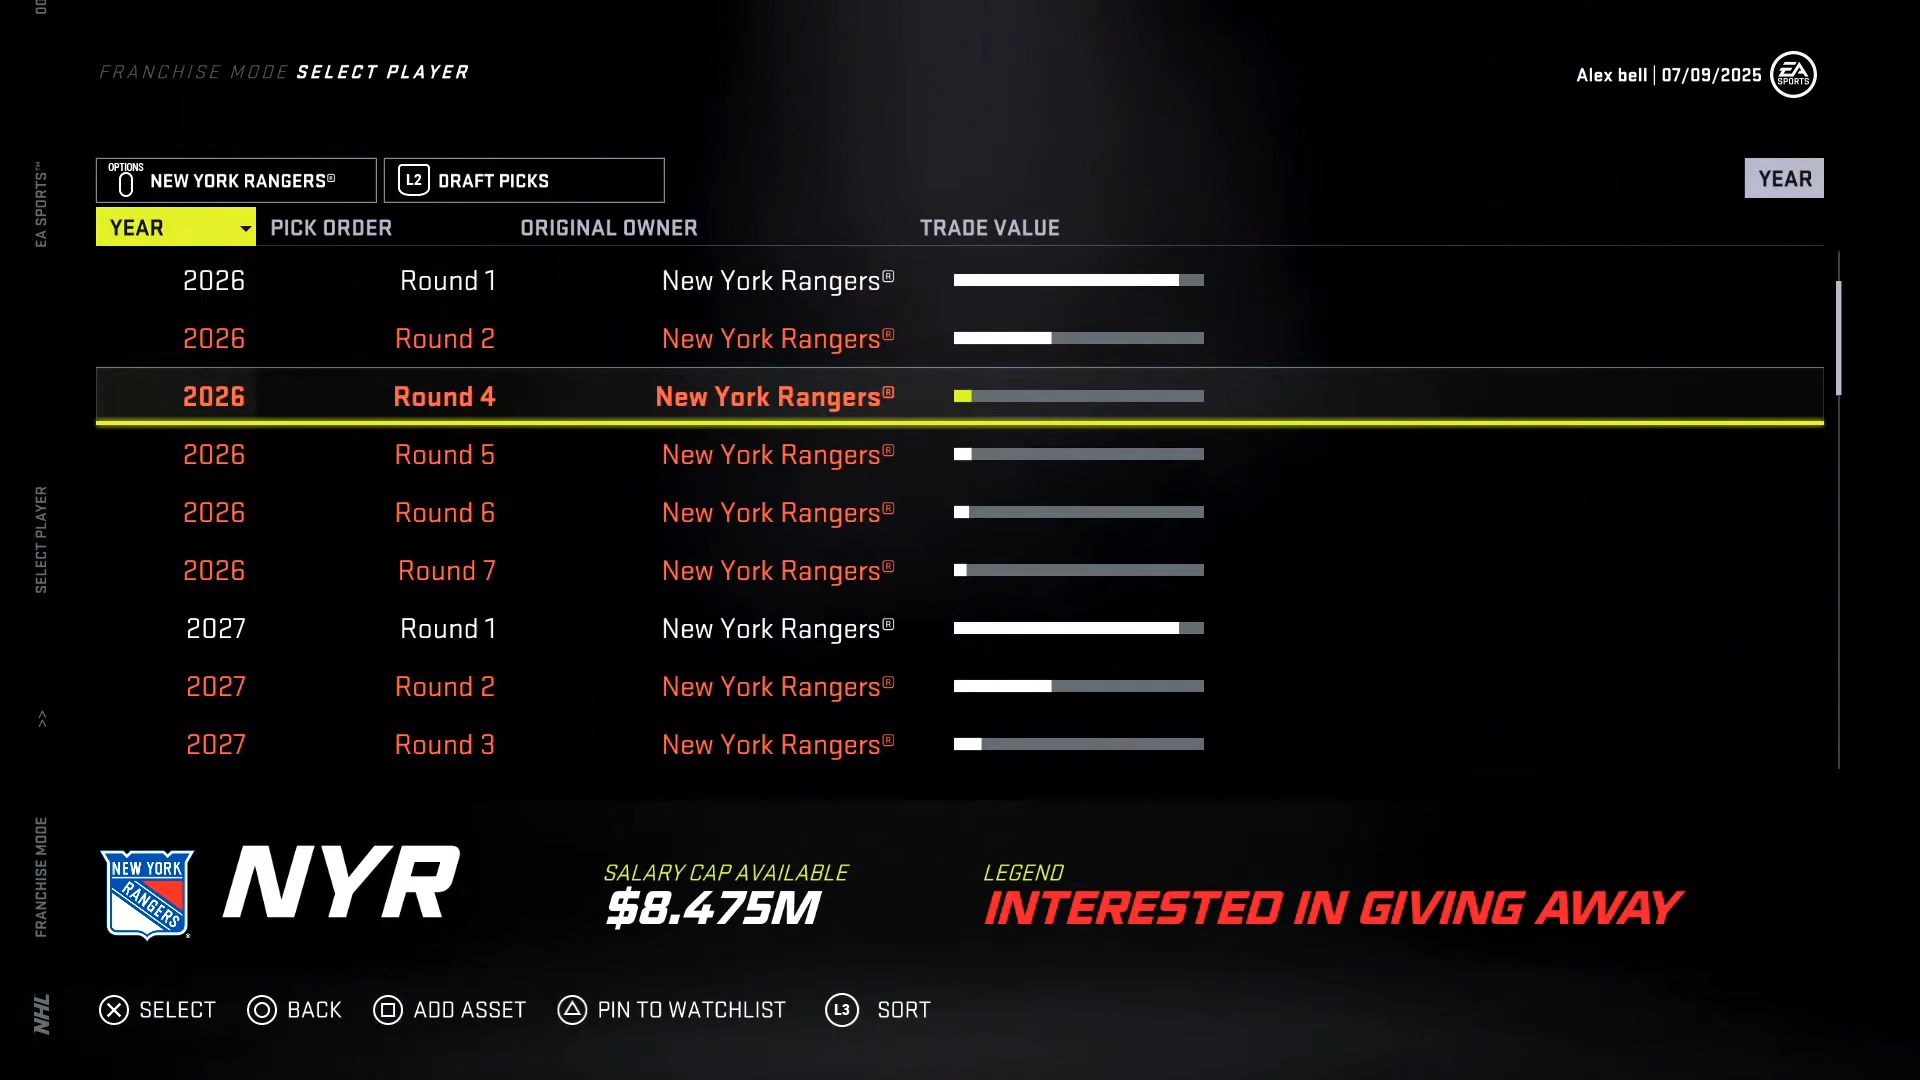 FRANCHISE MODE SELECT PLAYER
Alex bell | 07/09/2025
EA SPORTS
OPTIONS
NEW YORK RANGERS®
L2 DRAFT PICKS
YEAR
YEAR PICK ORDER ORIGINAL OWNER TRADE VALUE
2026 Round 1 New York Rangers®
2026 Round 2 New York Rangers®
2026 Round 4 New York Rangers®
2026 Round 5 New York Rangers®
2026 Round 6 New York Rangers®
2026 Round 7 New York Rangers®
2027 Round 1 New York Rangers®
2027 Round 2 New York Rangers®
2027 Round 3 New York Rangers®
NEW YORK
RANGERS
NYR
SALARY CAP AVAILABLE
$8.475M
LEGEND
INTERESTED IN GIVING AWAY
SELECT BACK ADD ASSET PIN TO WATCHLIST L3 SORT
NHL FRANCHISE MODE >> SELECT PLAYER EA SPORTS™